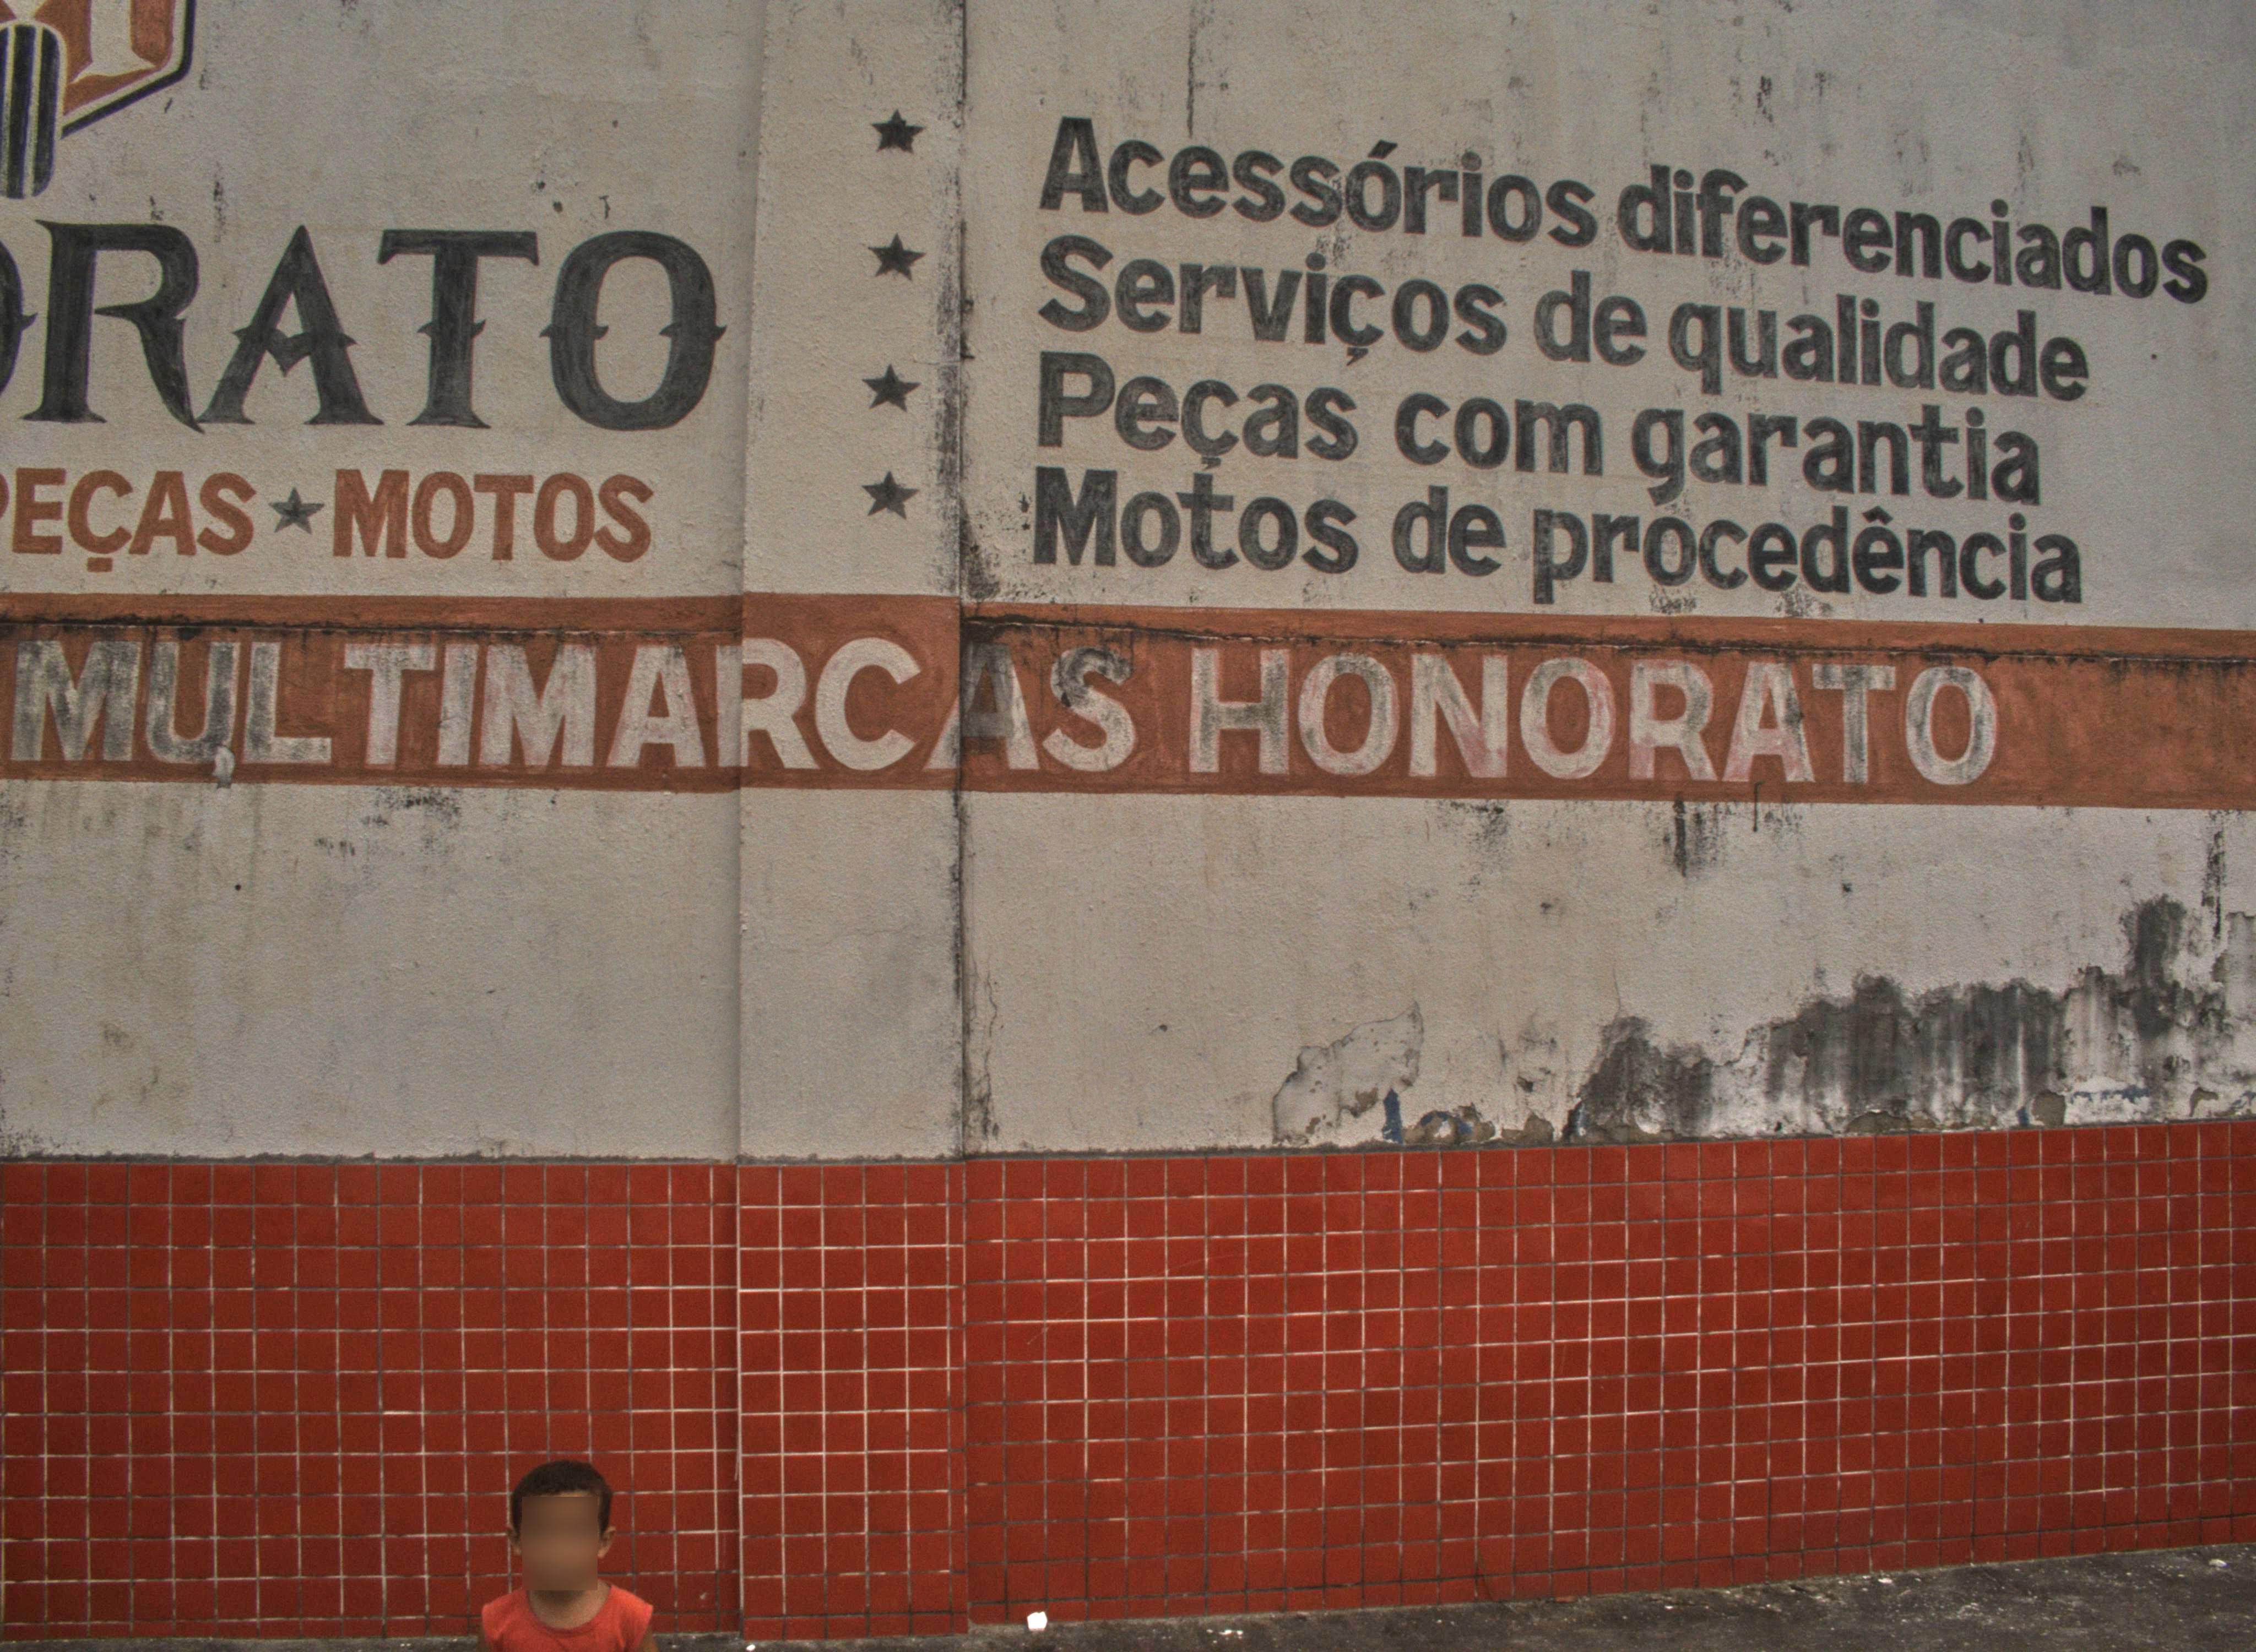 ORATO
PEÇAS ★ MOTOS
★ Acessórios diferenciados
★ Serviços de qualidade
★ Peças com garantia
★ Motos de procedência
MULTIMARCAS HONORATO